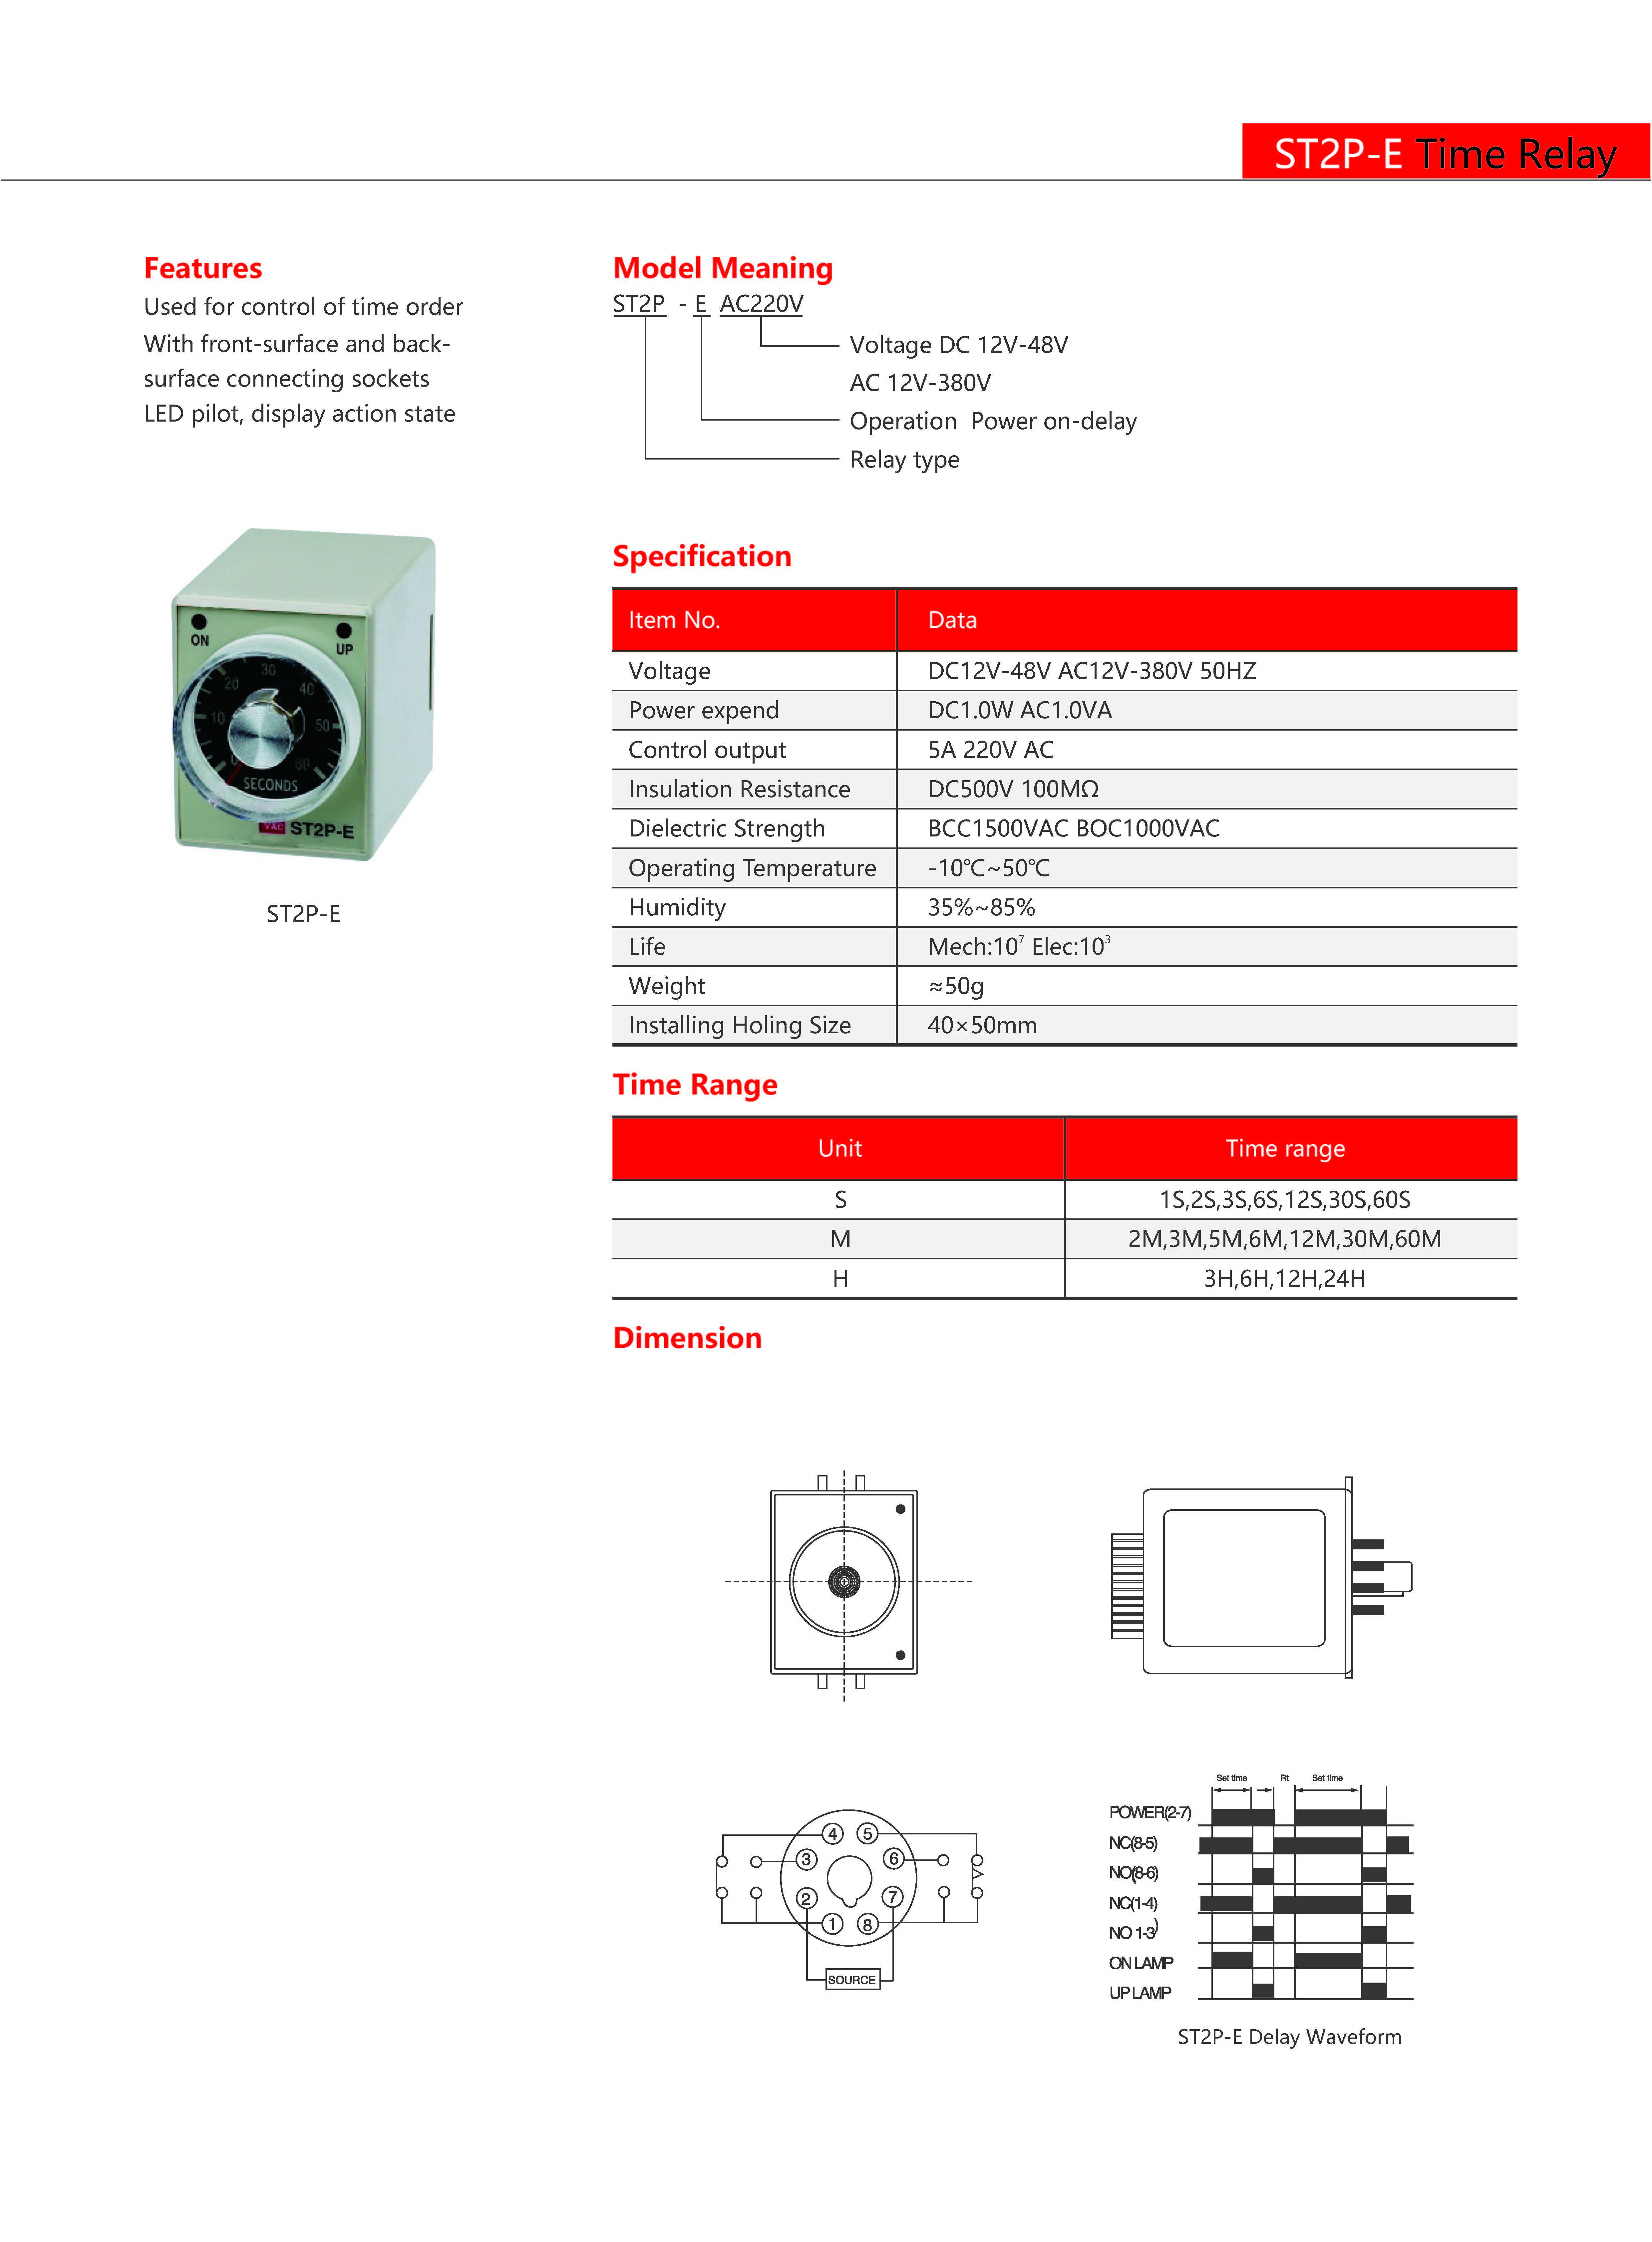 ST2P-E Time Relay
Features
Used for control of time order
With front-surface and back-
surface connecting sockets
LED pilot, display action state
Model Meaning
ST2P - E AC220V
Voltage DC 12V-48V
AC 12V-380V
Operation Power on-delay
Relay type
ON
UP
0 10 20 30 40 50 60
SECONDS
VAC ST2P-E
ST2P-E
Specification
Item No. Data
Voltage DC12V-48V AC12V-380V 50HZ
Power expend DC1.0W AC1.0VA
Control output 5A 220V AC
Insulation Resistance DC500V 100MΩ
Dielectric Strength BCC1500VAC BOC1000VAC
Operating Temperature -10℃~50℃
Humidity 35%~85%
Life Mech:10⁷ Elec:10³
Weight ≈50g
Installing Holing Size 40×50mm
Time Range
Unit Time range
S 1S,2S,3S,6S,12S,30S,60S
M 2M,3M,5M,6M,12M,30M,60M
H 3H,6H,12H,24H
Dimension
4 5
3 6
2 7
1 8
SOURCE
Set time Rt Set time
POWER(2-7)
NC(8-5)
NO(8-6)
NC(1-4)
NO 1-3)
ON LAMP
UP LAMP
ST2P-E Delay Waveform